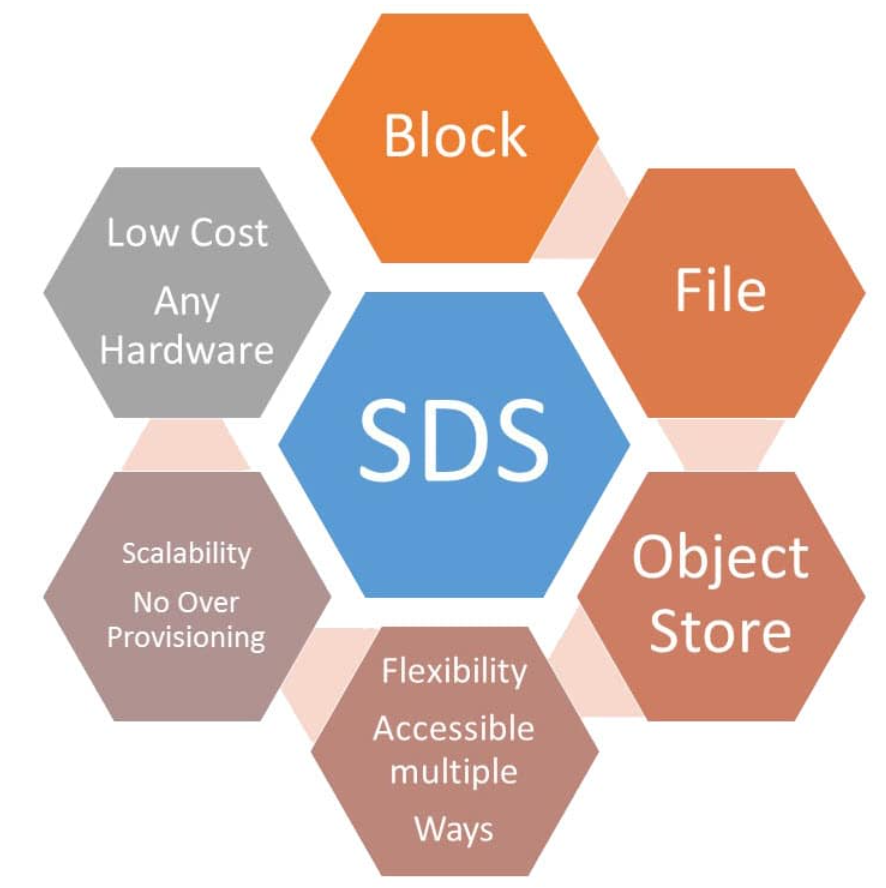 Block
File
Object
Store
Flexibility
Accessible
multiple
Ways
Scalability
No Over
Provisioning
Low Cost
Any
Hardware
SDS